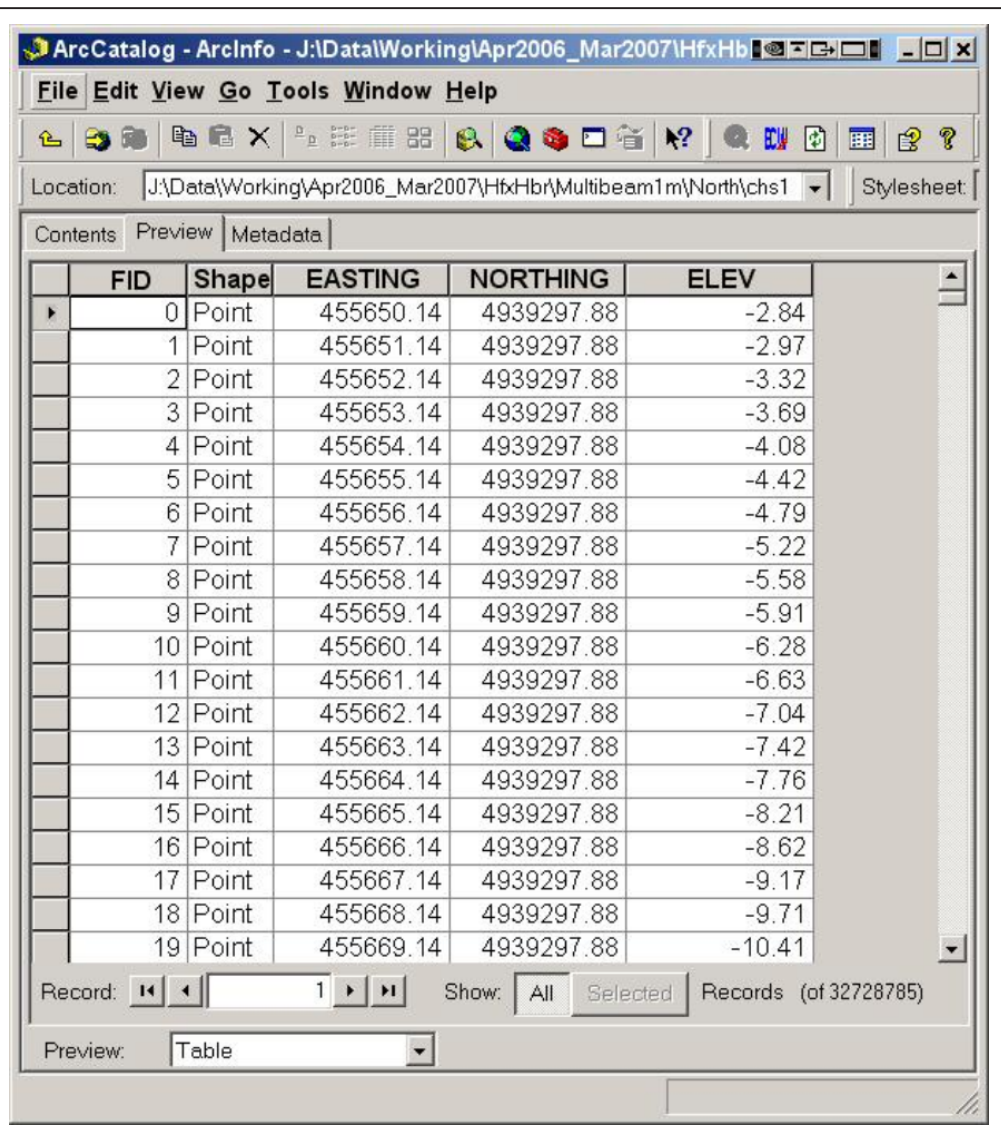 ArcCatalog - ArcInfo - J:\Data\Working\Apr2006_Mar2007\HfxHb
File Edit View Go Tools Window Help
Location: J:\Data\Working\Apr2006_Mar2007\HfxHbr\Multibeam1m\North\chs1 Stylesheet:
Contents Preview Metadata
FID Shape EASTING NORTHING ELEV
0 Point 455650.14 4939297.88 -2.84
1 Point 455651.14 4939297.88 -2.97
2 Point 455652.14 4939297.88 -3.32
3 Point 455653.14 4939297.88 -3.69
4 Point 455654.14 4939297.88 -4.08
5 Point 455655.14 4939297.88 -4.42
6 Point 455656.14 4939297.88 -4.79
7 Point 455657.14 4939297.88 -5.22
8 Point 455658.14 4939297.88 -5.58
9 Point 455659.14 4939297.88 -5.91
10 Point 455660.14 4939297.88 -6.28
11 Point 455661.14 4939297.88 -6.63
12 Point 455662.14 4939297.88 -7.04
13 Point 455663.14 4939297.88 -7.42
14 Point 455664.14 4939297.88 -7.76
15 Point 455665.14 4939297.88 -8.21
16 Point 455666.14 4939297.88 -8.62
17 Point 455667.14 4939297.88 -9.17
18 Point 455668.14 4939297.88 -9.71
19 Point 455669.14 4939297.88 -10.41
Record: 1 Show: All Selected Records (of 32728785)
Preview: Table